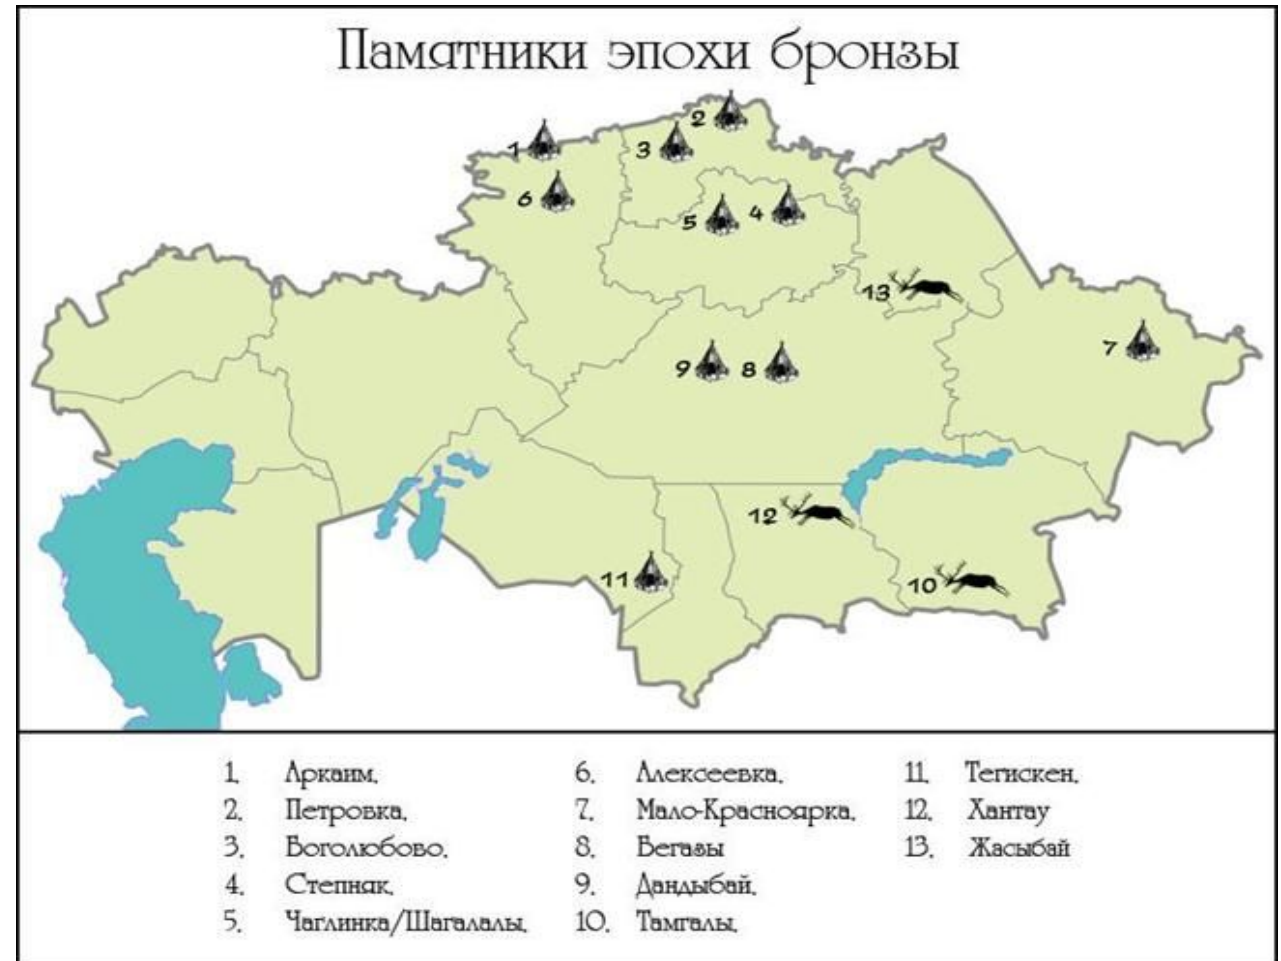 Памятники эпохи бронзы
1
2
3
6
5
4
13
7
9
8
12
11
10
1. Аркаим.
2. Петровка.
3. Боголюбово.
4. Степняк.
5. Чаглинка/Шагалалы.
6. Алексеевка.
7. Мало-Красноярка.
8. Бегазы
9. Дандыбай.
10. Тамгалы.
11. Тегискен.
12. Хантау
13. Жасыбай